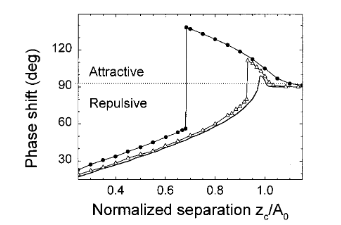 Phase shift (deg)
120
90
60
30
Attractive
Repulsive
0.4 0.6 0.8 1.0
Normalized separation z_c/A_0